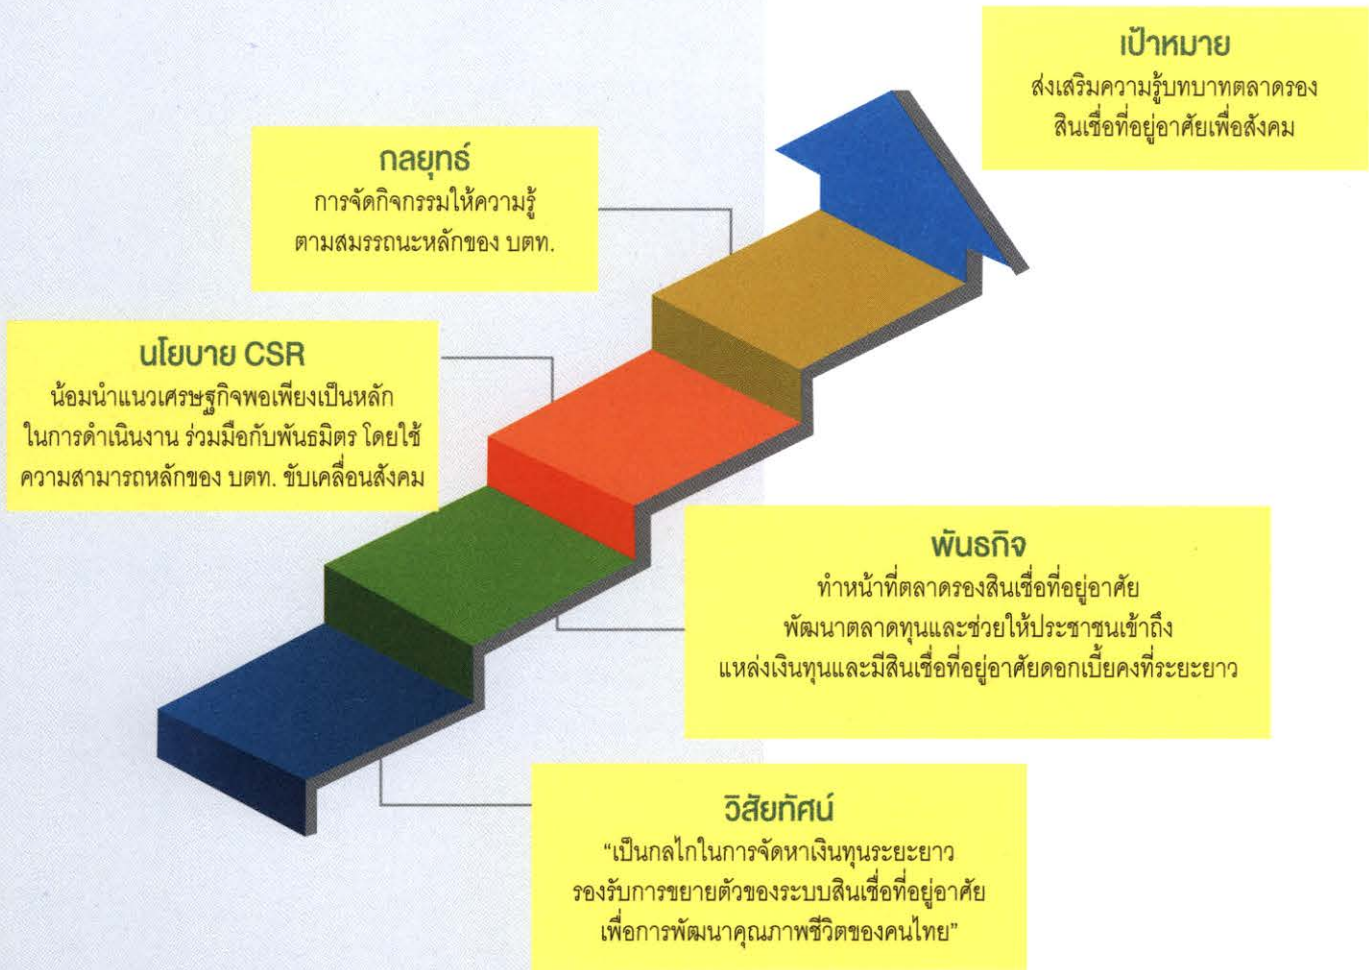 เป้าหมาย
ส่งเสริมความรู้บทบาทตลาดรอง
สินเชื่อที่อยู่อาศัยเพื่อสังคม
กลยุทธ์
การจัดกิจกรรมให้ความรู้
ตามสมรรถนะหลักของ บตท.
นโยบาย CSR
น้อมนำแนวเศรษฐกิจพอเพียงเป็นหลัก
ในการดำเนินงาน ร่วมมือกับพันธมิตร โดยใช้
ความสามารถหลักของ บตท. ขับเคลื่อนสังคม
พันธกิจ
ทำหน้าที่ตลาดรองสินเชื่อที่อยู่อาศัย
พัฒนาตลาดทุนและช่วยให้ประชาชนเข้าถึง
แหล่งเงินทุนและมีสินเชื่อที่อยู่อาศัยดอกเบี้ยคงที่ระยะยาว
วิสัยทัศน์
“เป็นกลไกในการจัดหาเงินทุนระยะยาว
รองรับการขยายตัวของระบบสินเชื่อที่อยู่อาศัย
เพื่อการพัฒนาคุณภาพชีวิตของคนไทย”